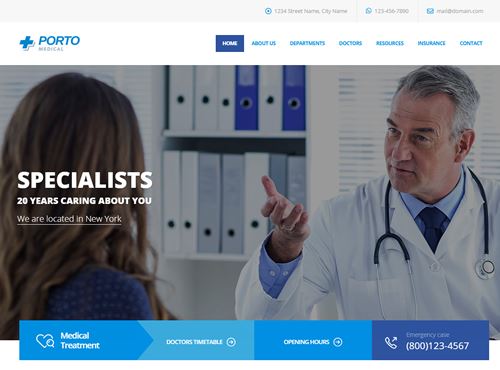 1234 Street Name, City Name 123-456-7890 mail@domain.com
PORTO
MEDICAL
HOME ABOUT US DEPARTMENTS DOCTORS RESOURCES INSURANCE CONTACT
SPECIALISTS
20 YEARS CARING ABOUT YOU
We are located in New York
Medical
Treatment
DOCTORS TIMETABLE
OPENING HOURS
Emergency case
(800)123-4567